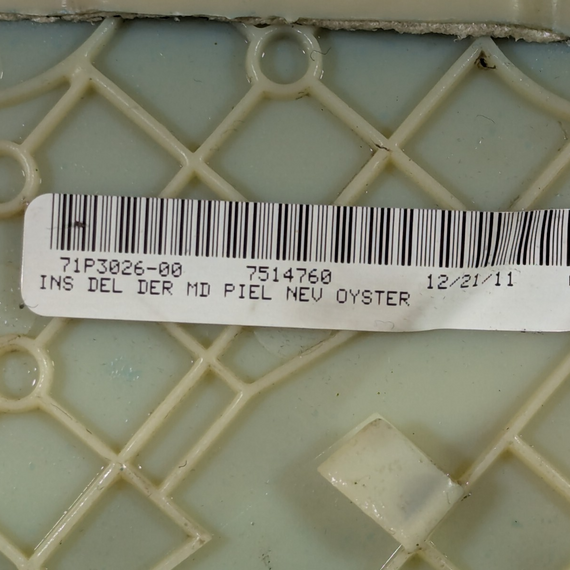 71P3026-00 7514760 12/21/11
INS DEL DER MD PIEL NEV OYSTER